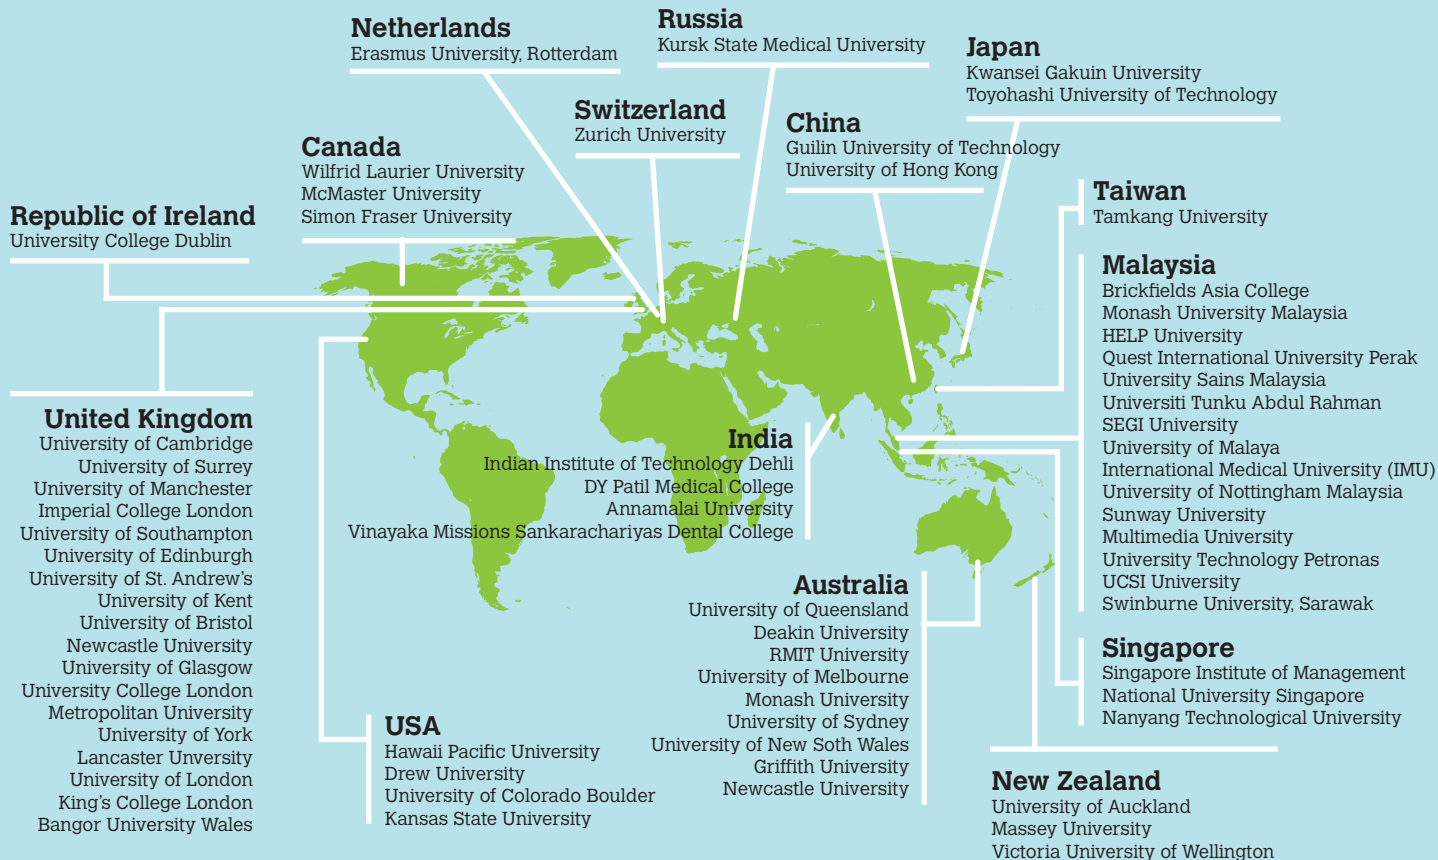 Netherlands
Erasmus University, Rotterdam
Russia
Kursk State Medical University
Japan
Kwansei Gakuin University
Toyohashi University of Technology
Switzerland
Zurich University
China
Guilin University of Technology
University of Hong Kong
Canada
Wilfrid Laurier University
McMaster University
Simon Fraser University
Taiwan
Tamkang University
Republic of Ireland
University College Dublin
Malaysia
Brickfields Asia College
Monash University Malaysia
HELP University
Quest International University Perak
University Sains Malaysia
Universiti Tunku Abdul Rahman
SEGI University
University of Malaya
International Medical University (IMU)
University of Nottingham Malaysia
Sunway University
Multimedia University
University Technology Petronas
UCSI University
Swinburne University, Sarawak
United Kingdom
University of Cambridge
University of Surrey
University of Manchester
Imperial College London
University of Southampton
University of Edinburgh
University of St. Andrew's
University of Kent
University of Bristol
Newcastle University
University of Glasgow
University College London
Metropolitan University
University of York
Lancaster Unversity
University of London
King's College London
Bangor University Wales
India
Indian Institute of Technology Dehli
DY Patil Medical College
Annamalai University
Vinayaka Missions Sankarachariyas Dental College
Australia
University of Queensland
Deakin University
RMIT University
University of Melbourne
Monash University
University of Sydney
University of New Soth Wales
Griffith University
Newcastle University
Singapore
Singapore Institute of Management
National University Singapore
Nanyang Technological University
USA
Hawaii Pacific University
Drew University
University of Colorado Boulder
Kansas State University
New Zealand
University of Auckland
Massey University
Victoria University of Wellington